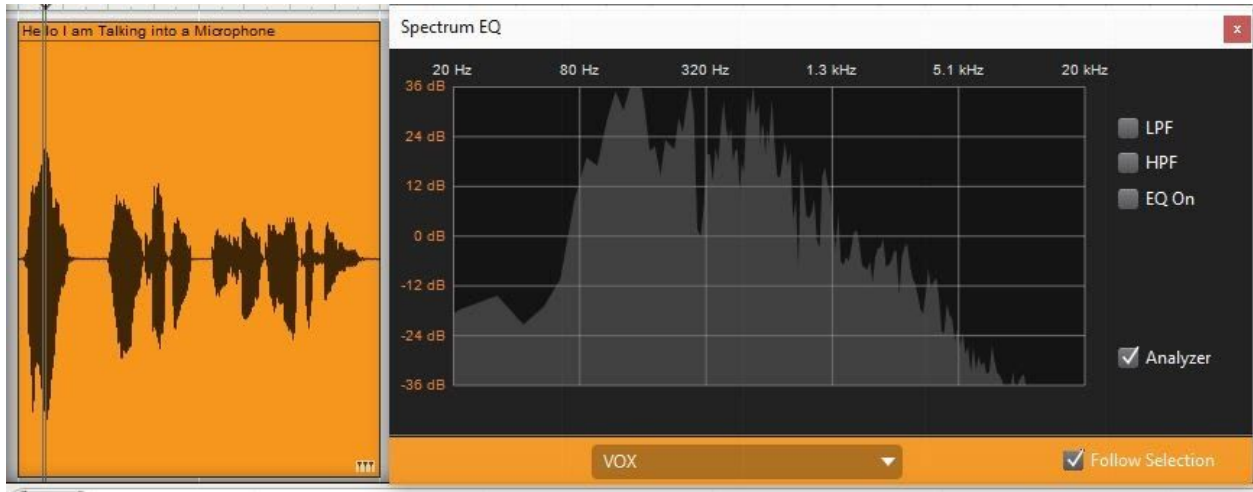 Hello I am Talking into a Microphone
Spectrum EQ
x
20 Hz 80 Hz 320 Hz 1.3 kHz 5.1 kHz 20 kHz
36 dB
24 dB
12 dB
0 dB
-12 dB
-24 dB
-36 dB
LPF
HPF
EQ On
Analyzer
VOX
Follow Selection